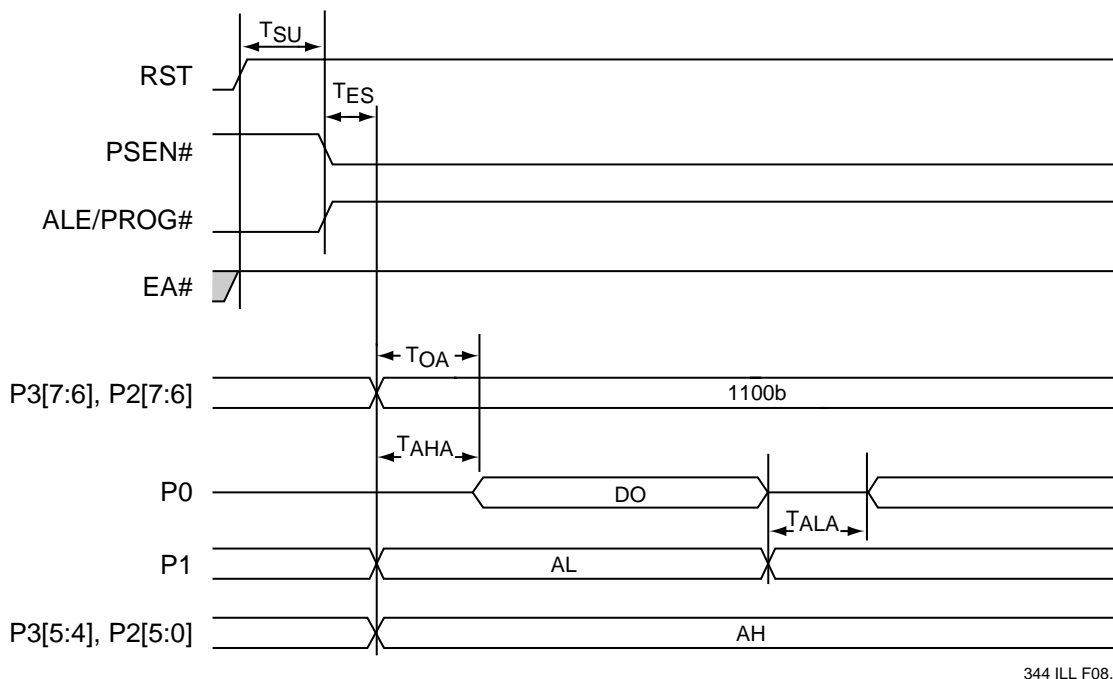 TSU
RST
TES
PSEN#
ALE/PROG#
EA#
TOA
P3[7:6], P2[7:6]
1100b
TAHA
P0
DO
TALA
P1
AL
P3[5:4], P2[5:0]
AH
344 ILL F08.